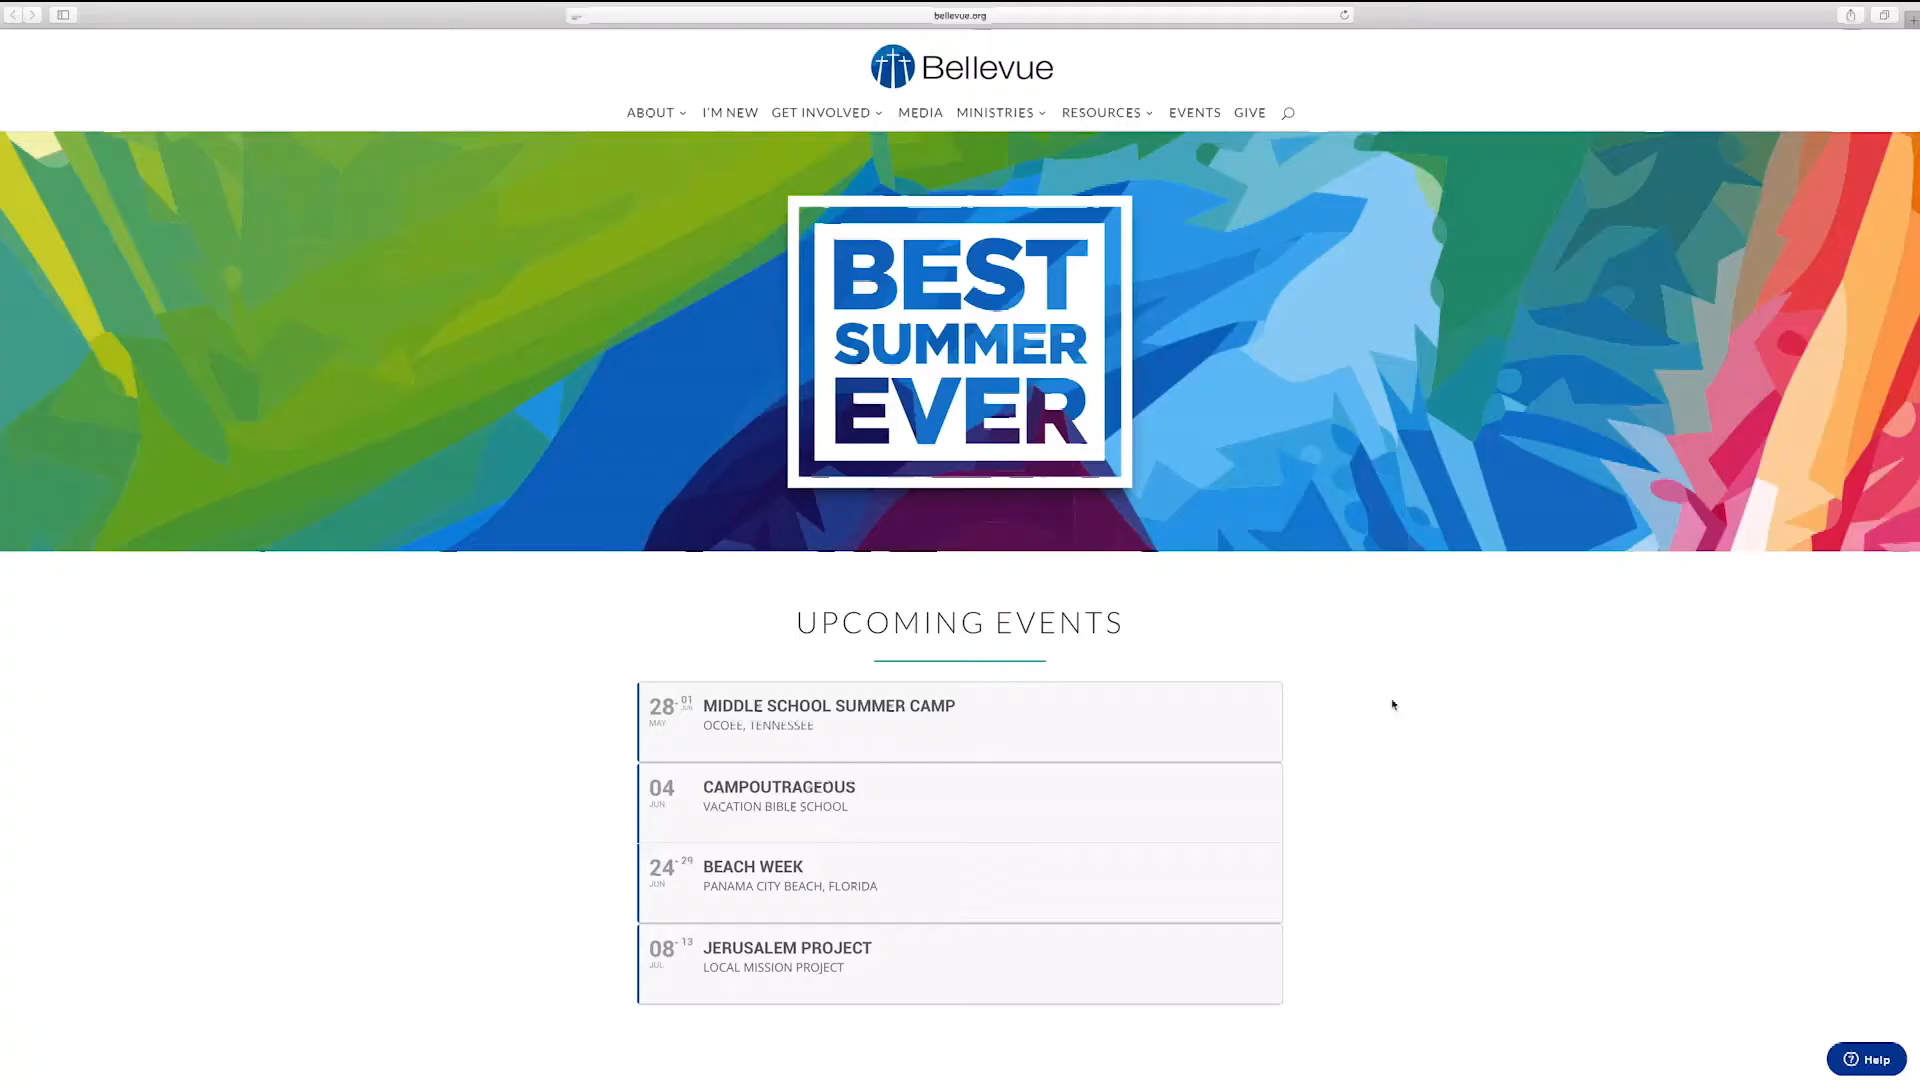 bellevue.org
Bellevue
ABOUT I'M NEW GET INVOLVED MEDIA MINISTRIES RESOURCES EVENTS GIVE
BEST
SUMMER
EVER
UPCOMING EVENTS
28 - 01 MIDDLE SCHOOL SUMMER CAMP
MAY JUN OCOEE, TENNESSEE
04 CAMPOUTRAGEOUS
JUN VACATION BIBLE SCHOOL
24 - 29 BEACH WEEK
JUN PANAMA CITY BEACH, FLORIDA
08 - 13 JERUSALEM PROJECT
JUL LOCAL MISSION PROJECT
? Help